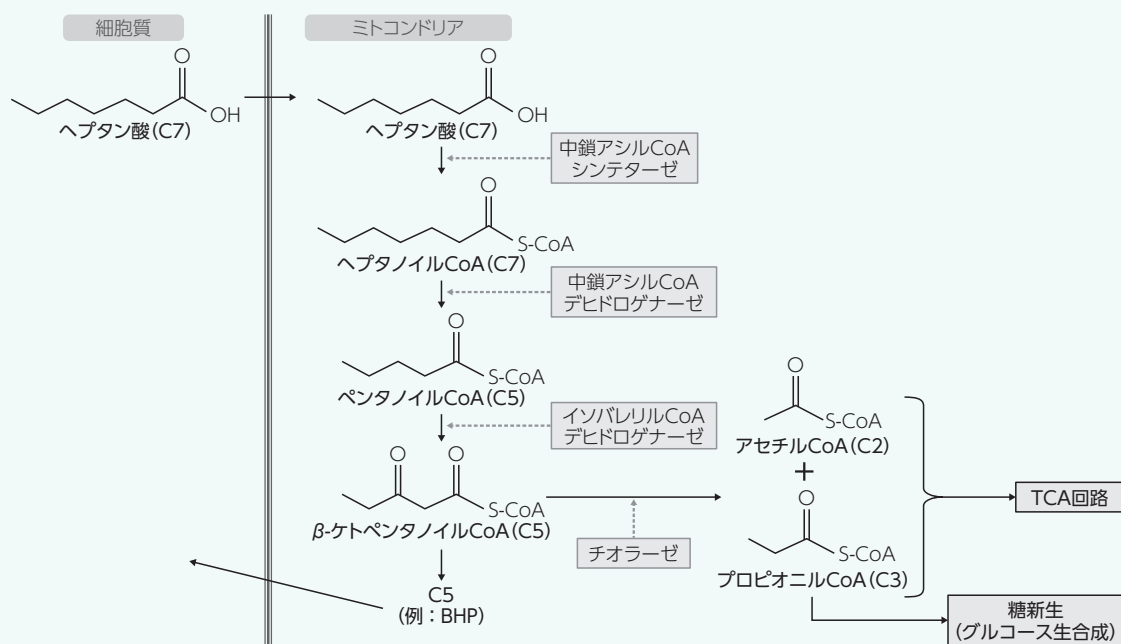 細胞質
ミトコンドリア
O
OH
ヘプタン酸(C7)
O
OH
ヘプタン酸(C7)
中鎖アシルCoA
シンテターゼ
O
S-CoA
ヘプタノイルCoA(C7)
中鎖アシルCoA
デヒドロゲナーゼ
O
S-CoA
ペンタノイルCoA(C5)
イソバレリルCoA
デヒドロゲナーゼ
O
O
S-CoA
β-ケトペンタノイルCoA(C5)
チオラーゼ
C5
(例:BHP)
O
S-CoA
アセチルCoA(C2)
+
O
S-CoA
プロピオニルCoA(C3)
TCA回路
糖新生
(グルコース生合成)